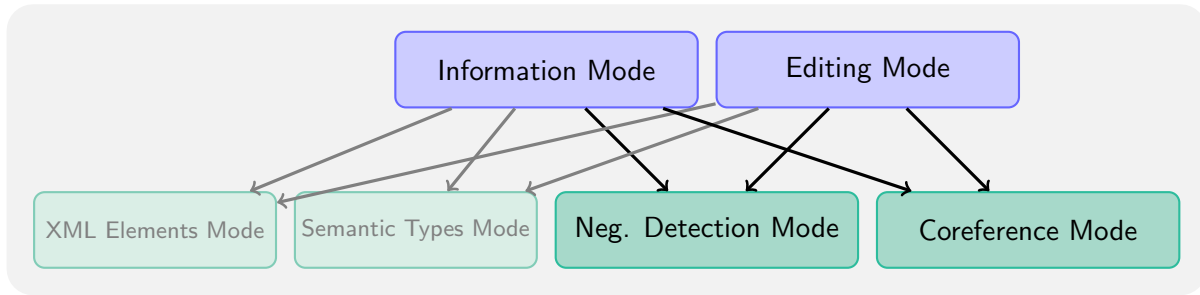 Information Mode
Editing Mode
XML Elements Mode
Semantic Types Mode
Neg. Detection Mode
Coreference Mode